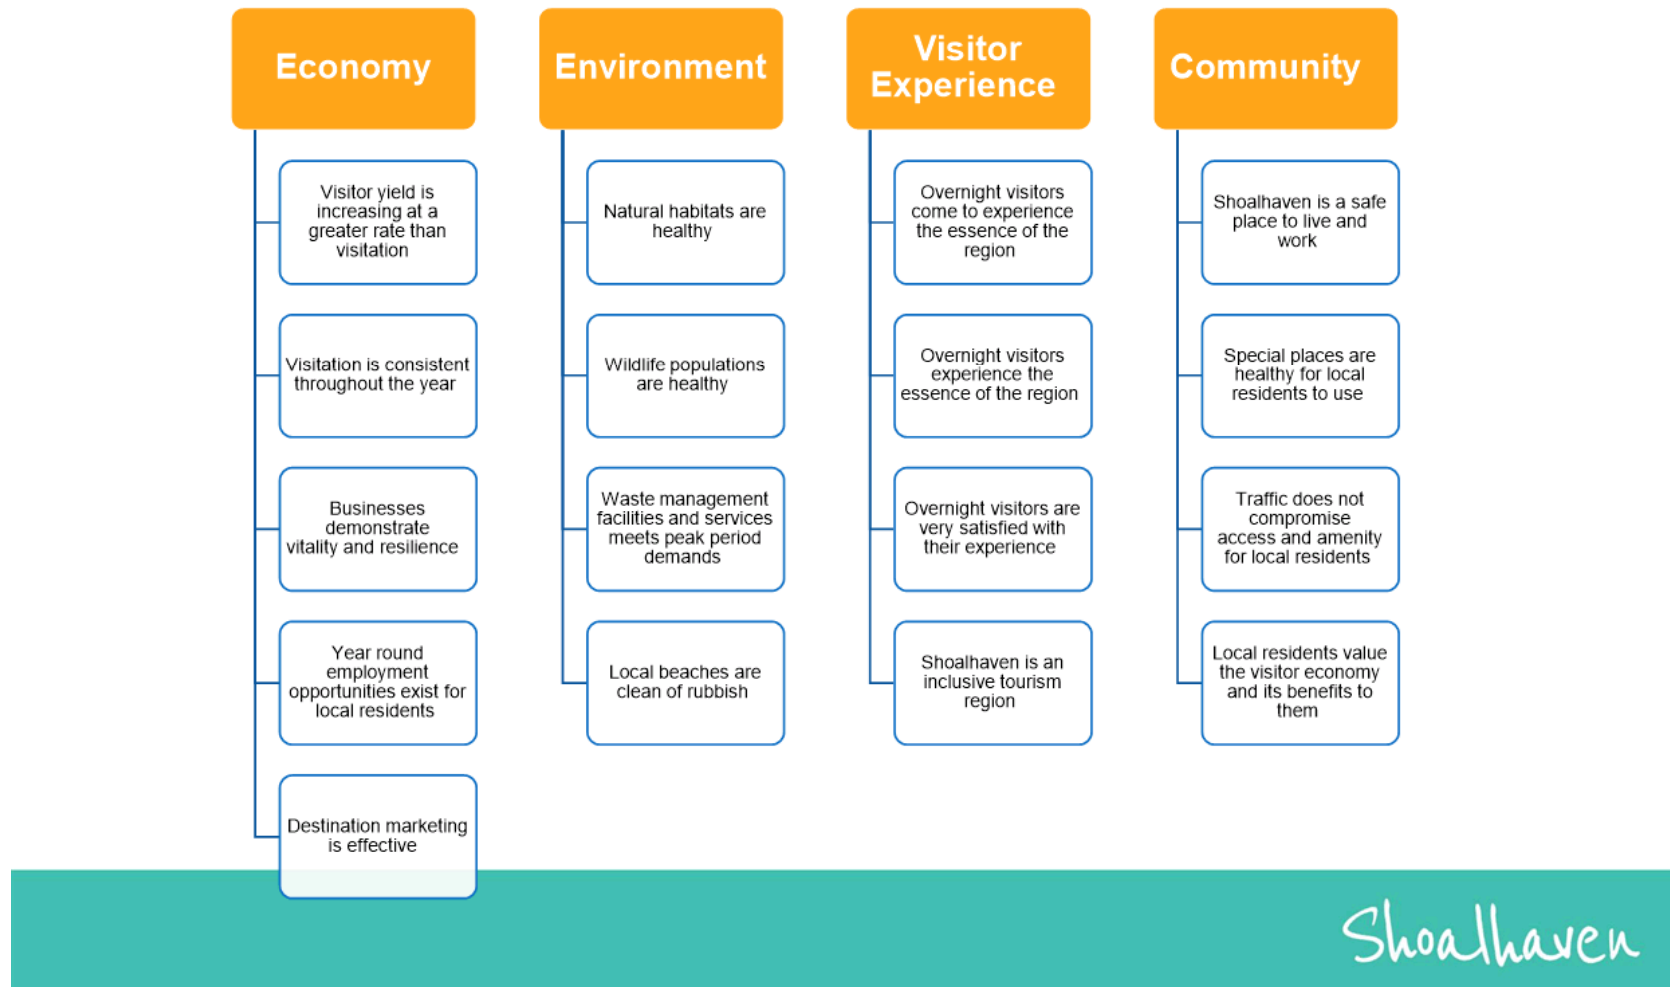 Economy
Visitor yield is
increasing at a
greater rate than
visitation
Visitation is consistent
throughout the year
Businesses
demonstrate
vitality and resilience
Year round
employment
opportunities exist for
local residents
Destination marketing
is effective
Environment
Natural habitats are
healthy
Wildlife populations
are healthy
Waste management
facilities and services
meets peak period
demands
Local beaches are
clean of rubbish
Visitor
Experience
Overnight visitors
come to experience
the essence of the
region
Overnight visitors
experience the
essence of the region
Overnight visitors are
very satisfied with
their experience
Shoalhaven is an
inclusive tourism
region
Community
Shoalhaven is a safe
place to live and
work
Special places are
healthy for local
residents to use
Traffic does not
compromise
access and amenity
for local residents
Local residents value
the visitor economy
and its benefits to
them
Shoalhaven